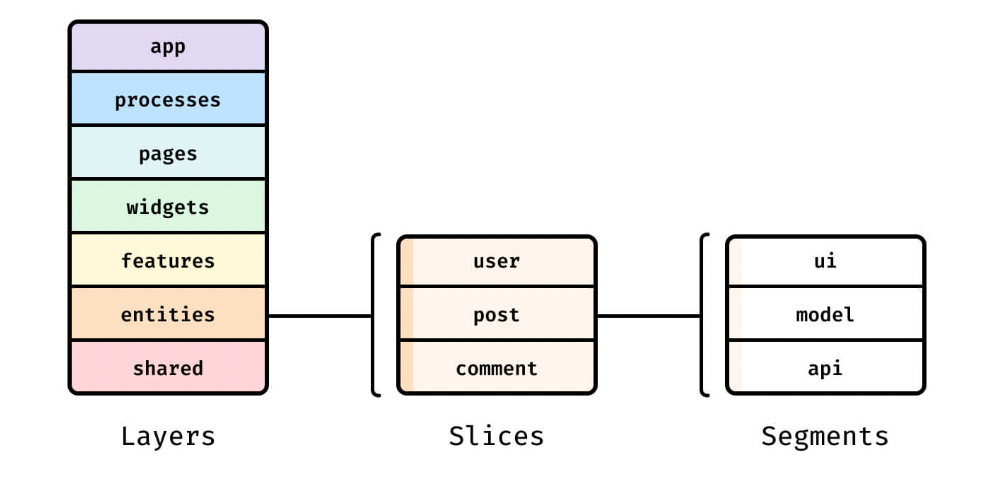 app
processes
pages
widgets
features
entities
shared
Layers
user
post
comment
Slices
ui
model
api
Segments